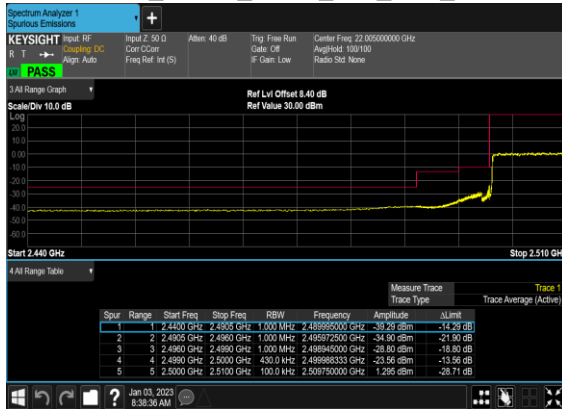 Spectrum Analyzer 1
Spurious Emissions
KEYSIGHT Input: RF Input Z: 50 Ω Atten: 40 dB Trig: Free Run Center Freq: 22.005000000 GHz
R T Coupling: DC Corr CCorr Gate: Off Avg|Hold: 100/100
Align: Auto Freq Ref: Int (S) IF Gain: Low Radio Std: None
PASS
3 All Range Graph
Ref Lvl Offset 8.40 dB
Scale/Div 10.0 dB Ref Value 30.00 dBm
Log
20.0
10.0
0.00
-10.0
-20.0
-30.0
-40.0
-50.0
-60.0
Start 2.440 GHz Stop 2.510 GH
4 All Range Table
Measure Trace Trace 1
Trace Type Trace Average (Active)
Spur Range Start Freq Stop Freq RBW Frequency Amplitude ΔLimit
1 1 2.4400 GHz 2.4905 GHz 1.000 MHz 2.489995000 GHz -39.29 dBm -14.29 dB
2 2 2.4905 GHz 2.4960 GHz 1.000 MHz 2.495972500 GHz -34.90 dBm -21.90 dB
3 3 2.4960 GHz 2.4990 GHz 1.000 MHz 2.498945000 GHz -28.80 dBm -18.80 dB
4 4 2.4990 GHz 2.5000 GHz 430.0 kHz 2.499988333 GHz -23.56 dBm -13.56 dB
5 5 2.5000 GHz 2.5100 GHz 100.0 kHz 2.509750000 GHz 1.295 dBm -28.71 dB
Jan 03, 2023
8:38:36 AM